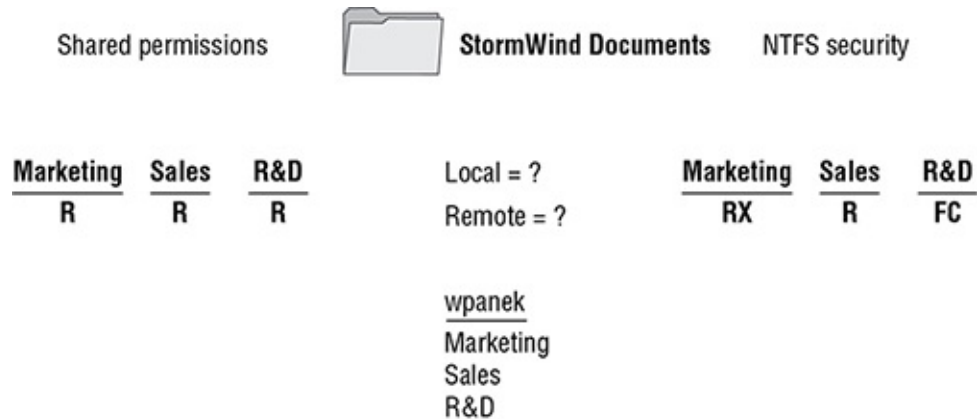 Shared permissions StormWind Documents NTFS security
Marketing Sales R&D Local = ? Marketing Sales R&D
R R R Remote = ? RX R FC
wpanek
Marketing
Sales
R&D